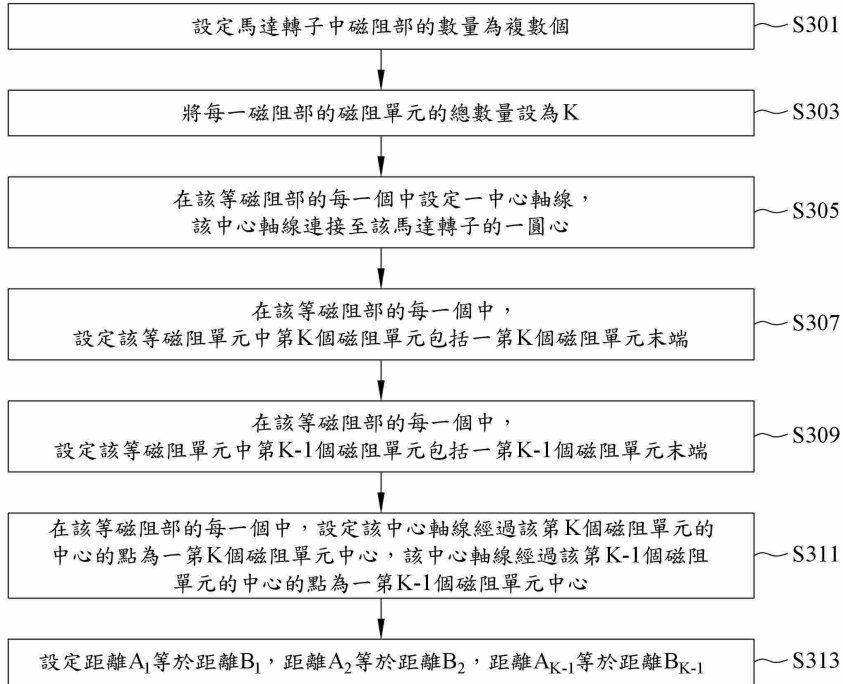 設定馬達轉子中磁阻部的數量為複數個
S301
將每一磁阻部的磁阻單元的總數量設為K
S303
在該等磁阻部的每一個中設定一中心軸線，
該中心軸線連接至該馬達轉子的一圓心
S305
在該等磁阻部的每一個中，
設定該等磁阻單元中第K個磁阻單元包括一第K個磁阻單元末端
S307
在該等磁阻部的每一個中，
設定該等磁阻單元中第K-1個磁阻單元包括一第K-1個磁阻單元末端
S309
在該等磁阻部的每一個中，設定該中心軸線經過該第K個磁阻單元的
中心的點為一第K個磁阻單元中心，該中心軸線經過該第K-1個磁阻
單元的中心的點為一第K-1個磁阻單元中心
S311
設定距離A₁等於距離B₁，距離A₂等於距離B₂，距離Aₖ₋₁等於距離Bₖ₋₁
S313